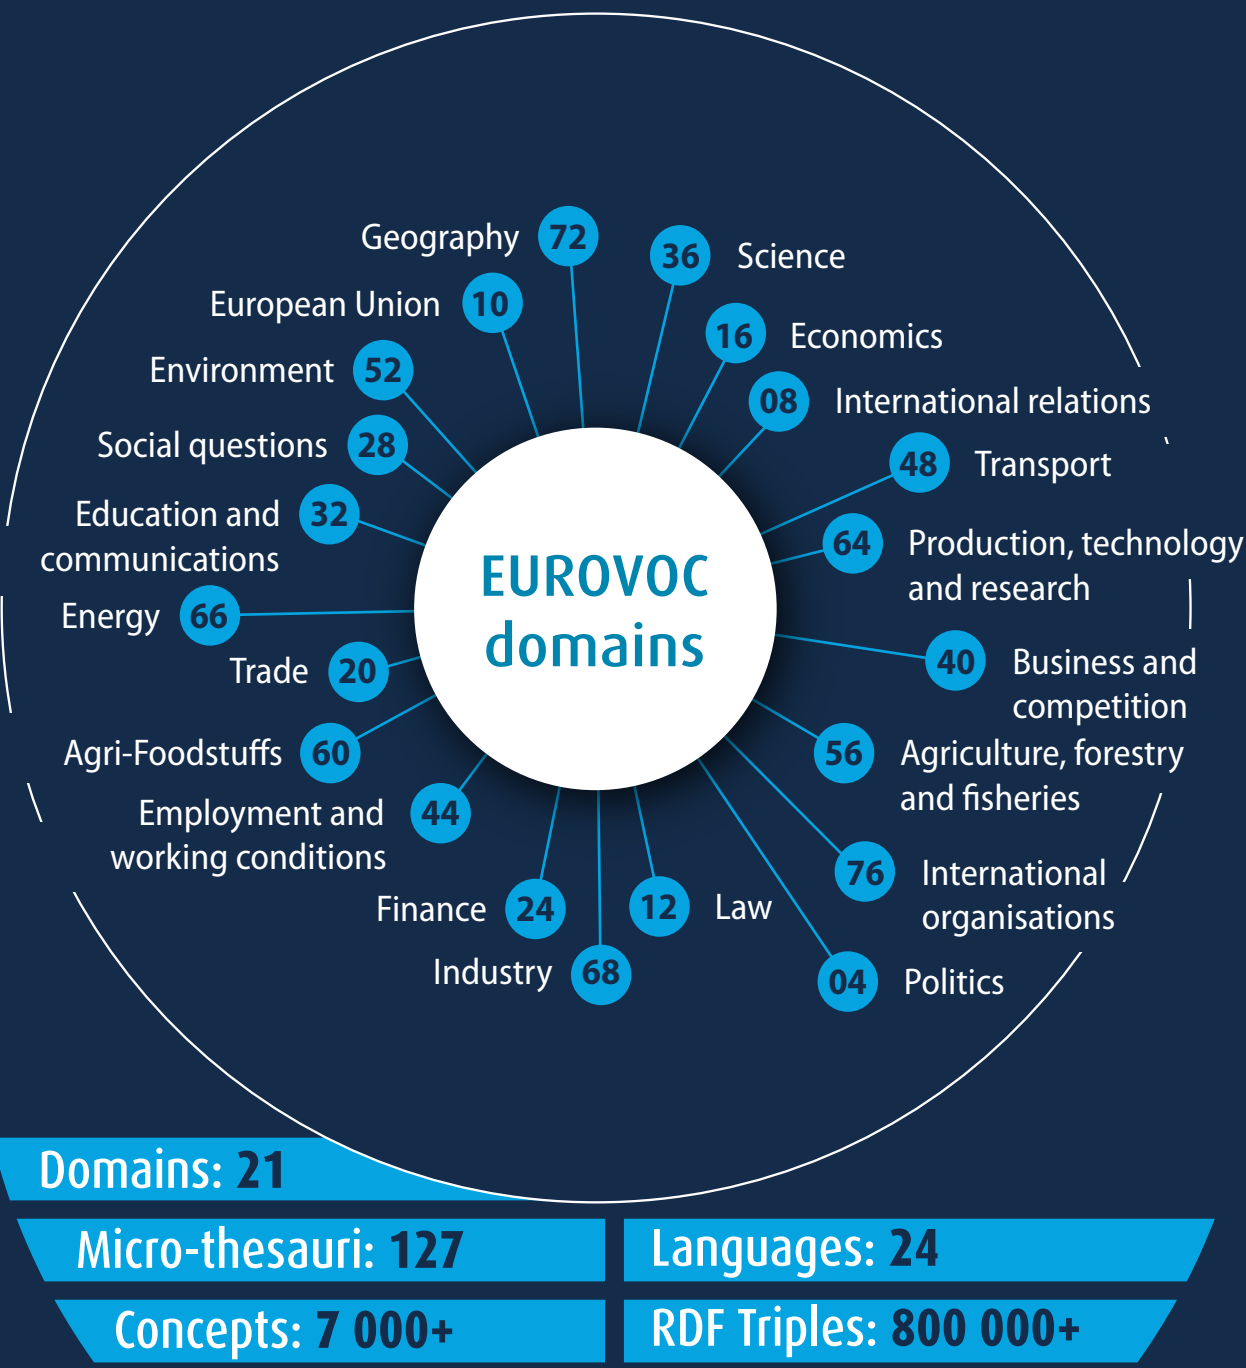 Geography 72
36 Science
European Union 10
16 Economics
Environment 52
08 International relations
Social questions 28
48 Transport
Education and
communications
32
64 Production, technology
and research
Energy 66
Trade 20
40 Business and
competition
Agri-Foodstuffs 60
56 Agriculture, forestry
and fisheries
Employment and
working conditions
44
76 International
organisations
Finance 24
12 Law
Industry 68
04 Politics
EUROVOC
domains
Domains: 21
Micro-thesauri: 127
Languages: 24
Concepts: 7 000+
RDF Triples: 800 000+